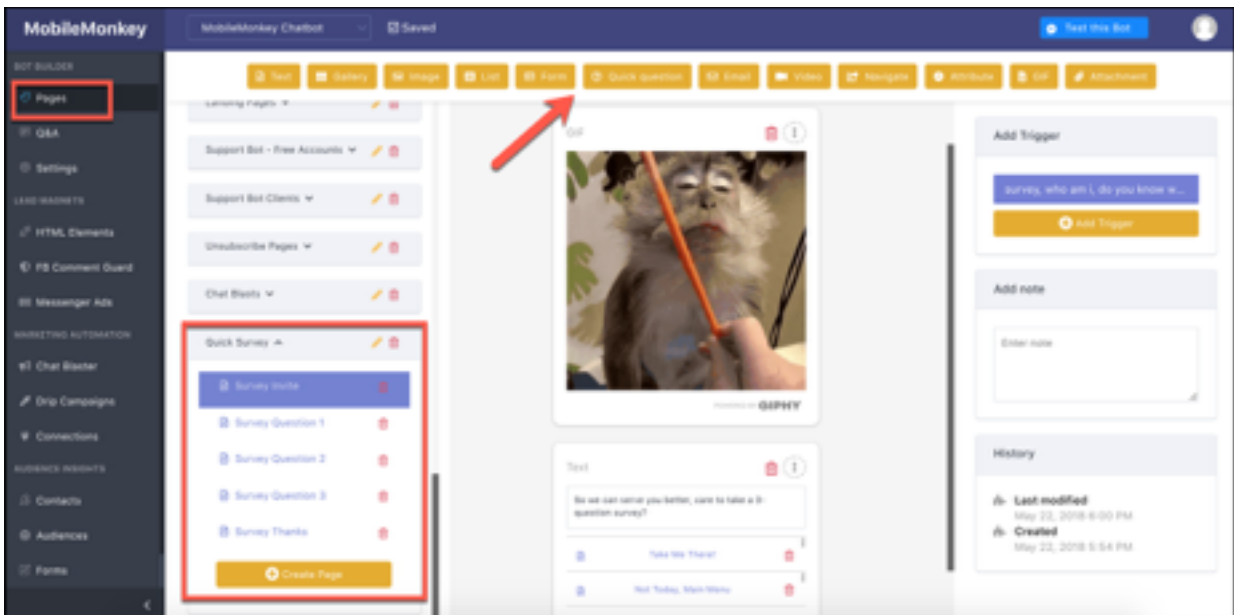 MobileMonkey
MobileMonkey Chatbot
Saved
Test this Bot
BOT BUILDER
Pages
Q&A
Settings
LEAD MAGNETS
HTML Elements
FB Comment Guard
Messenger Ads
MARKETING AUTOMATION
Chat Blaster
Drip Campaigns
Connections
AUDIENCE INSIGHTS
Contacts
Audiences
Forms
Text
Gallery
Image
List
Form
Quick question
Email
Video
Navigate
Attribute
GIF
Attachment
Landing Pages
Support Bot - Free Accounts
Support Bot Clients
Unsubscribe Pages
Chat Blasts
Quick Survey
Survey Invite
Survey Question 1
Survey Question 2
Survey Question 3
Survey Thanks
Create Page
GIF
POWERED BY GIPHY
Text
So we can serve you better, care to take a 3-
question survey?
Take Me There!
Not Today, Main Menu
Add Trigger
survey, who am i, do you know w...
Add Trigger
Add note
Enter note
History
Last modified
May 22, 2018 6:00 PM
Created
May 22, 2018 5:54 PM